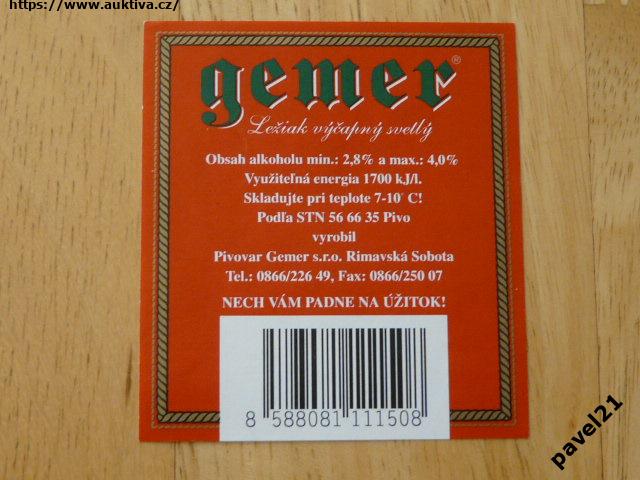 https://www.auktiva.cz/
gemer®
Ležiak výčapný svetlý
Obsah alkoholu min.: 2,8% a max.: 4,0%
Využiteľná energia 1700 kJ/l.
Skladujte pri teplote 7-10° C!
Podľa STN 56 66 35 Pivo
vyrobil
Pivovar Gemer s.r.o. Rimavská Sobota
Tel.: 0866/226 49, Fax: 0866/250 07
NECH VÁM PADNE NA ÚŽITOK!
8 588081 111508
pavel21